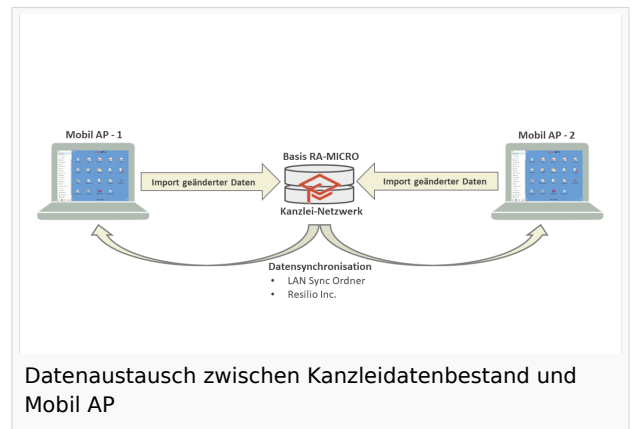 Mobil AP - 1
Mobil AP - 2
Basis RA-MICRO
Import geänderter Daten
Import geänderter Daten
Kanzlei-Netzwerk
Datensynchronisation
• LAN Sync Ordner
• Resilio Inc.
Datenaustausch zwischen Kanzleidatenbestand und
Mobil AP